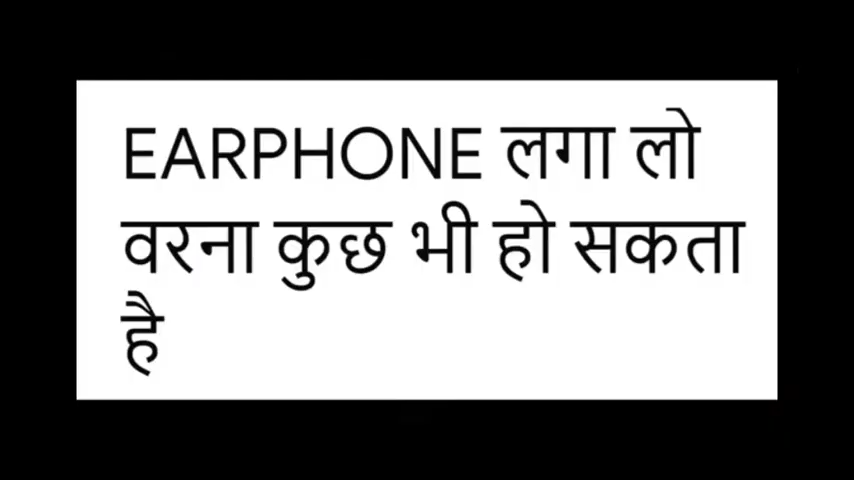 EARPHONE लगा लो
वरना कुछ भी हो सकता
है